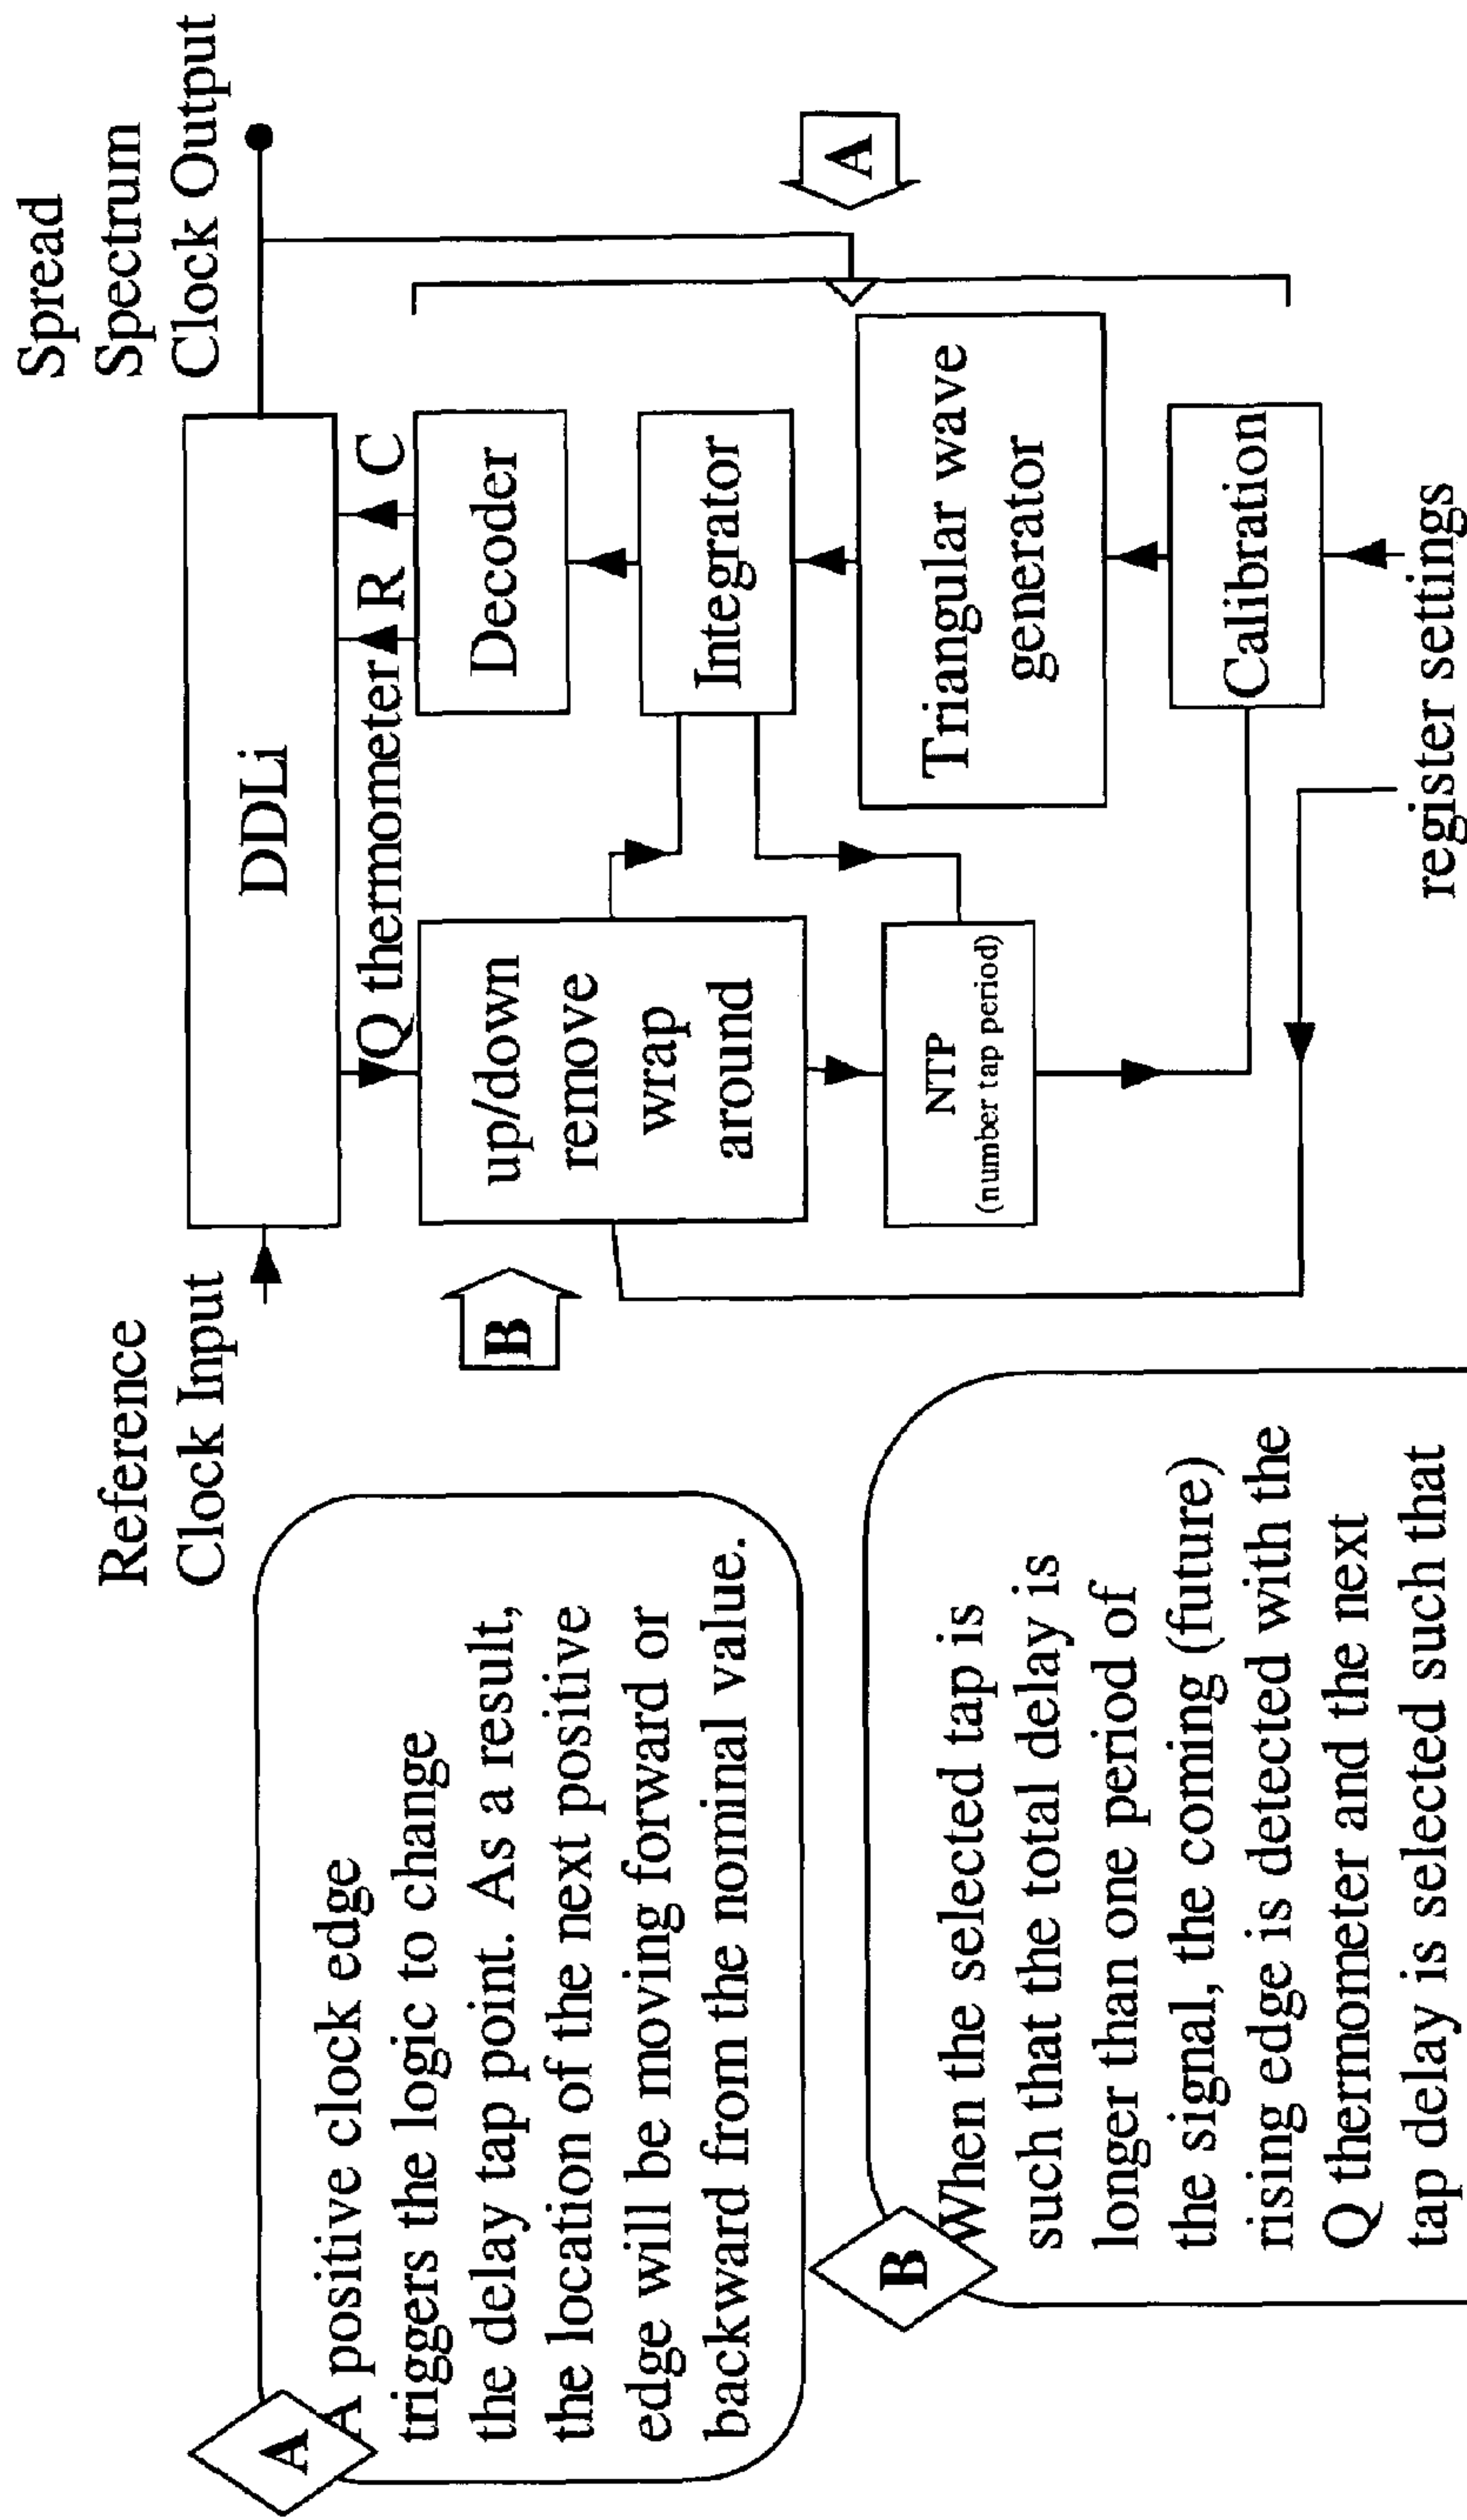 A
A positive clock edge
triggers the logic to change
the delay tap point. As a result,
the location of the next positive
edge will be moving forward or
backward from the nominal value.
B
When the selected tap is
such that the total delay is
longer than one period of
the signal, the coming (future)
rising edge is detected with the
Q thermometer and the next
tap delay is selected such that
Reference
Clock Input
Spread
Spectrum
Clock Output
DDLi
Q thermometer
R
C
B
up/down
remove
wrap
around
Decoder
Integrator
A
NTP
(number tap period)
Triangular wave
generator
Calibration
register settings